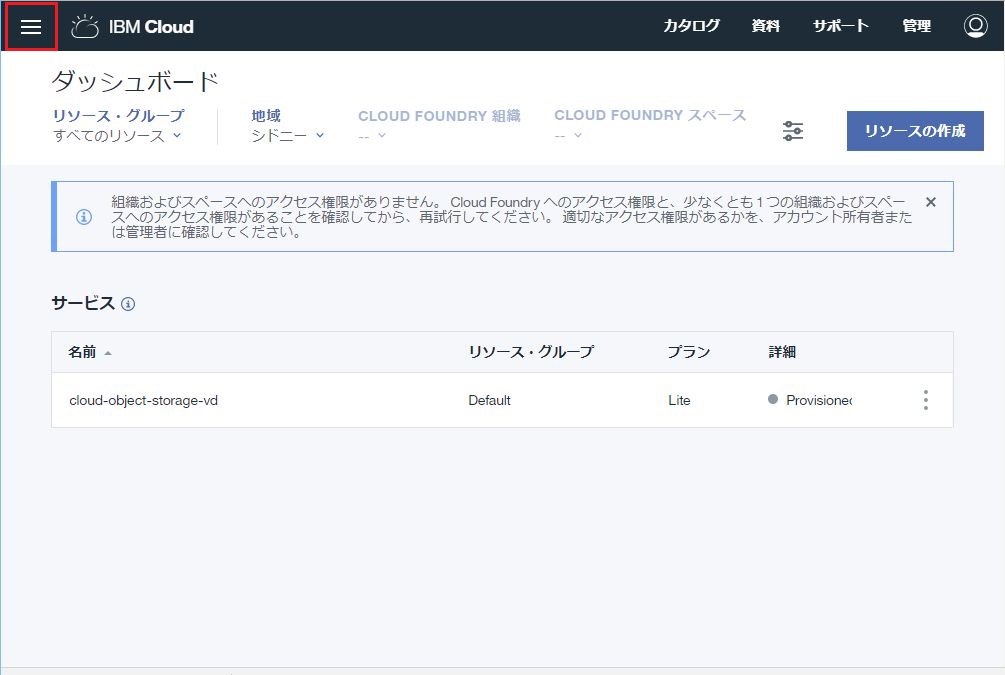 IBM Cloud
カタログ 資料 サポート 管理
ダッシュボード
リソース・グループ 地域 CLOUD FOUNDRY 組織 CLOUD FOUNDRY スペース
すべてのリソース シドニー -- --
リソースの作成
組織およびスペースへのアクセス権限がありません。 Cloud Foundry へのアクセス権限と、少なくとも 1 つの組織およびスペー
スへのアクセス権限があることを確認してから、再試行してください。 適切なアクセス権限があるかを、アカウント所有者また
は管理者に確認してください。
サービス
名前 リソース・グループ プラン 詳細
cloud-object-storage-vd Default Lite Provisioned